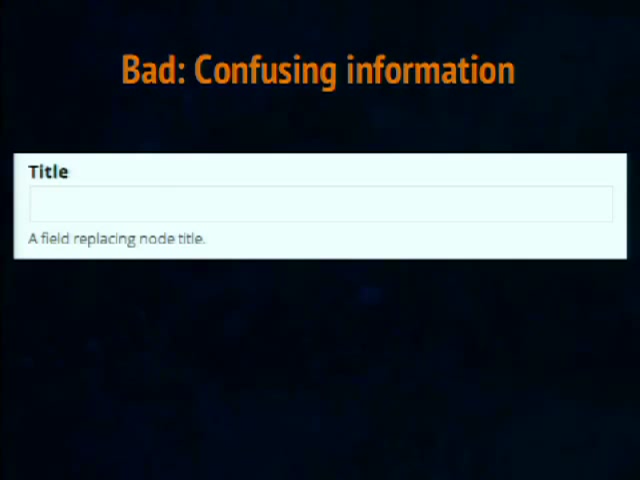 Bad: Confusing information
Title
A field replacing node title.